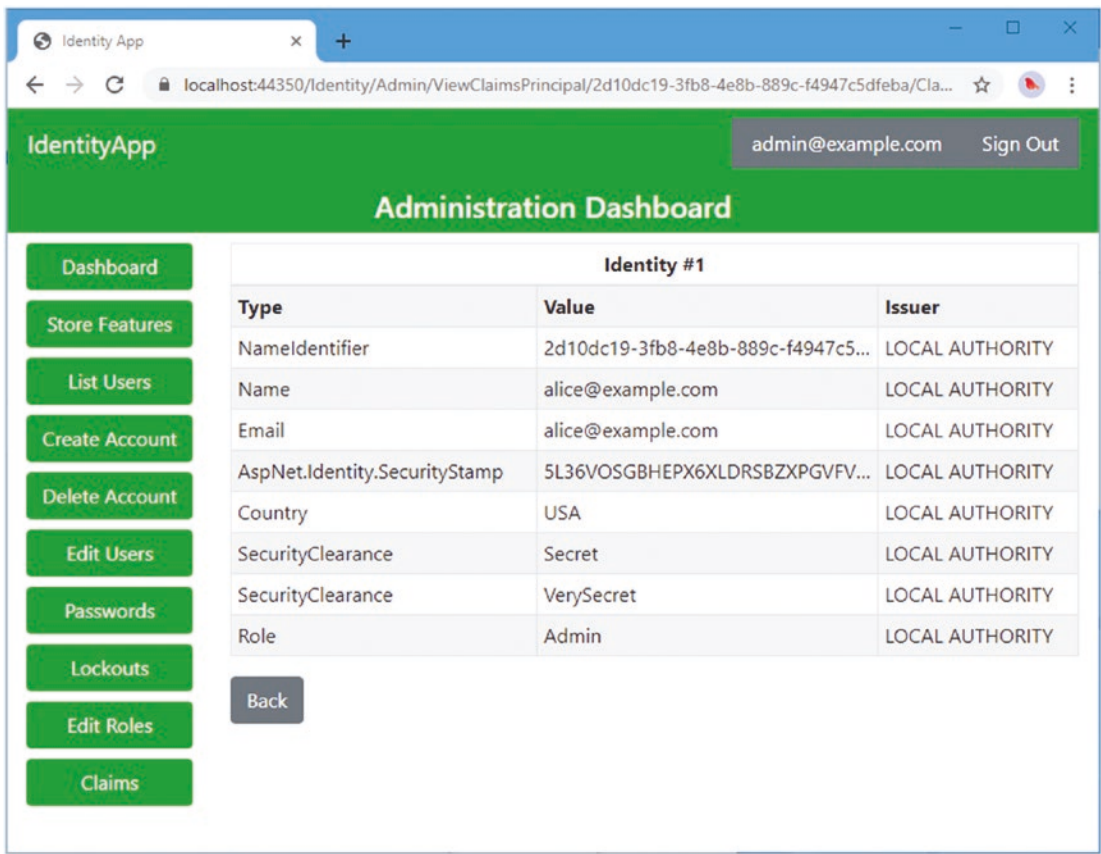 Identity App
localhost:44350/Identity/Admin/ViewClaimsPrincipal/2d10dc19-3fb8-4e8b-889c-f4947c5dfeba/Cla...
IdentityApp admin@example.com Sign Out
Administration Dashboard
Dashboard
Store Features
List Users
Create Account
Delete Account
Edit Users
Passwords
Lockouts
Edit Roles
Claims
Identity #1
Type Value Issuer
NameIdentifier 2d10dc19-3fb8-4e8b-889c-f4947c5... LOCAL AUTHORITY
Name alice@example.com LOCAL AUTHORITY
Email alice@example.com LOCAL AUTHORITY
AspNet.Identity.SecurityStamp 5L36VOSGBHEPX6XLDRSBZXPGVFV... LOCAL AUTHORITY
Country USA LOCAL AUTHORITY
SecurityClearance Secret LOCAL AUTHORITY
SecurityClearance VerySecret LOCAL AUTHORITY
Role Admin LOCAL AUTHORITY
Back